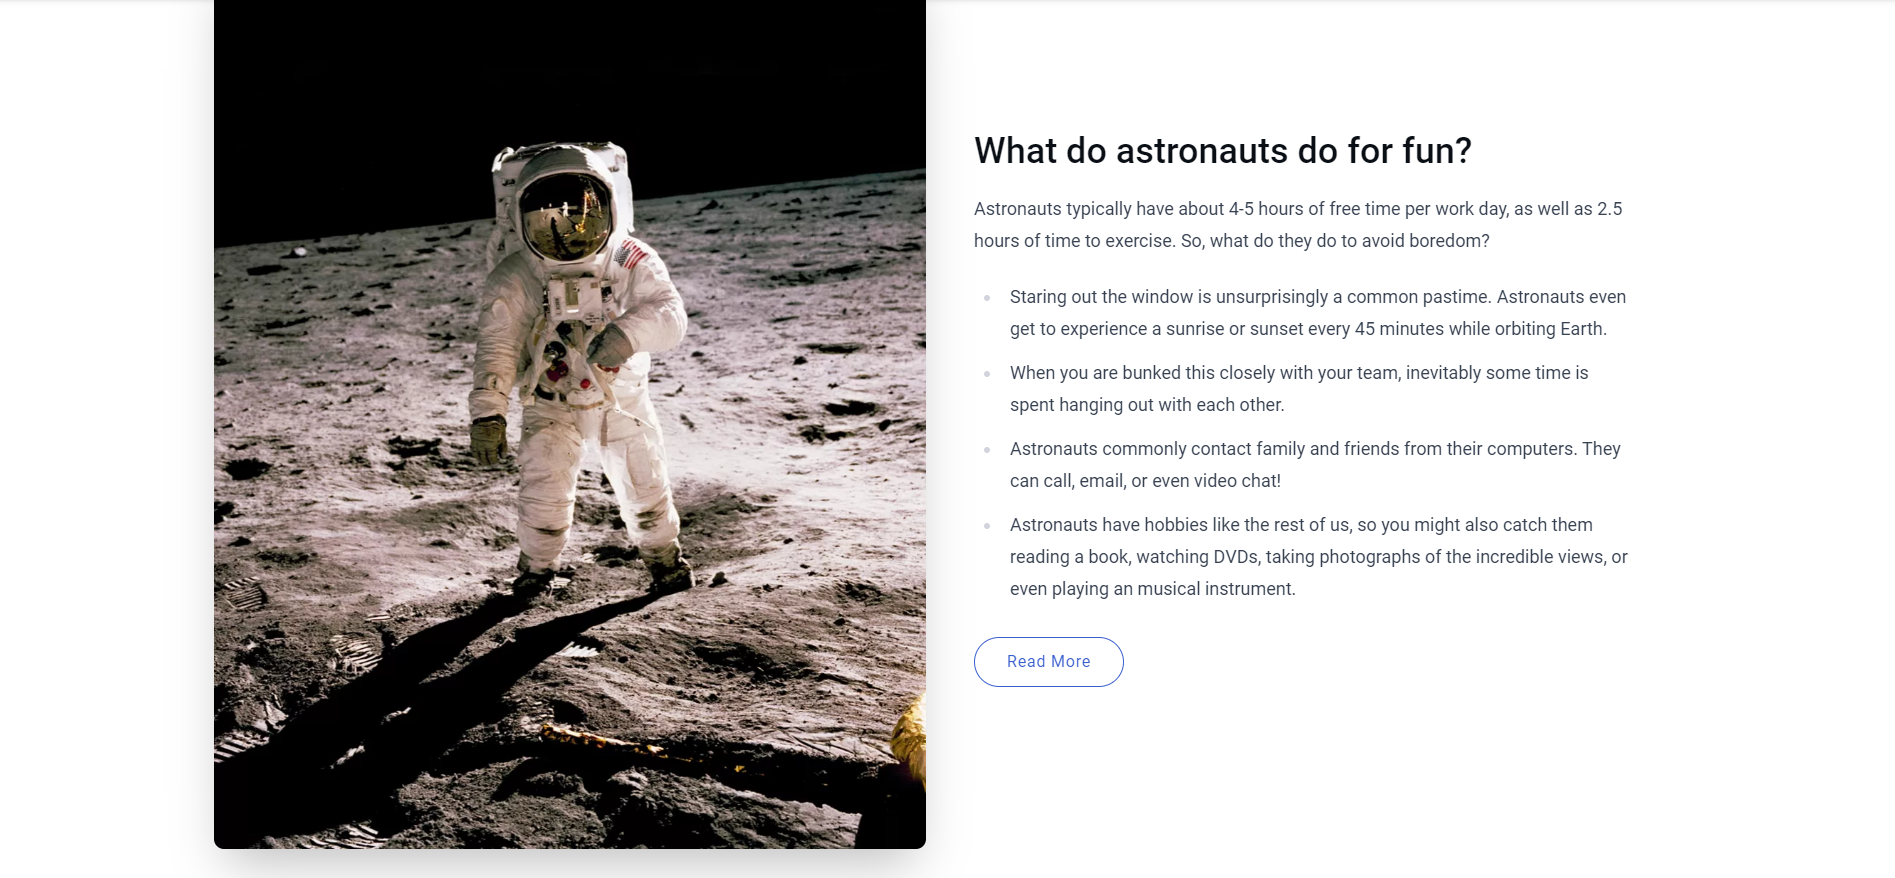 What do astronauts do for fun?
Astronauts typically have about 4-5 hours of free time per work day, as well as 2.5
hours of time to exercise. So, what do they do to avoid boredom?
Staring out the window is unsurprisingly a common pastime. Astronauts even
get to experience a sunrise or sunset every 45 minutes while orbiting Earth.
When you are bunked this closely with your team, inevitably some time is
spent hanging out with each other.
Astronauts commonly contact family and friends from their computers. They
can call, email, or even video chat!
Astronauts have hobbies like the rest of us, so you might also catch them
reading a book, watching DVDs, taking photographs of the incredible views, or
even playing an musical instrument.
Read More